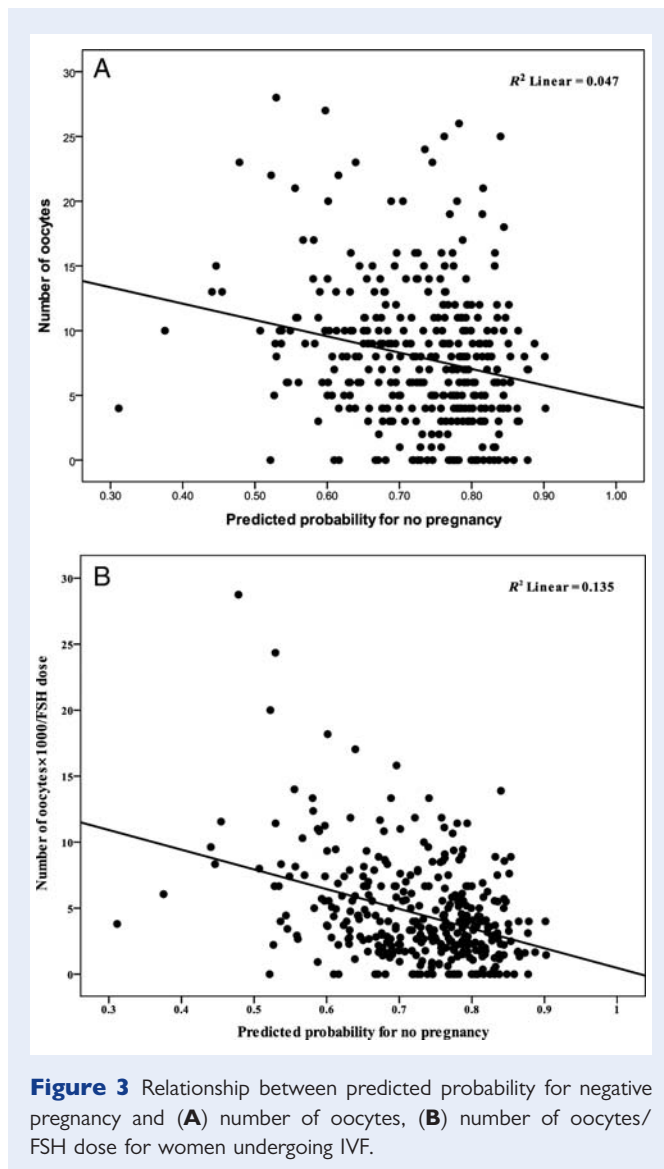 A
R² Linear = 0.047
Number of oocytes
30
25
20
15
10
5
0
0.30 0.40 0.50 0.60 0.70 0.80 0.90 1.00
Predicted probability for no pregnancy
B
R² Linear = 0.135
Number of oocytes×1000/FSH dose
30
25
20
15
10
5
0
0.3 0.4 0.5 0.6 0.7 0.8 0.9 1
Predicted probability for no pregnancy
Figure 3 Relationship between predicted probability for negative
pregnancy and (A) number of oocytes, (B) number of oocytes/
FSH dose for women undergoing IVF.